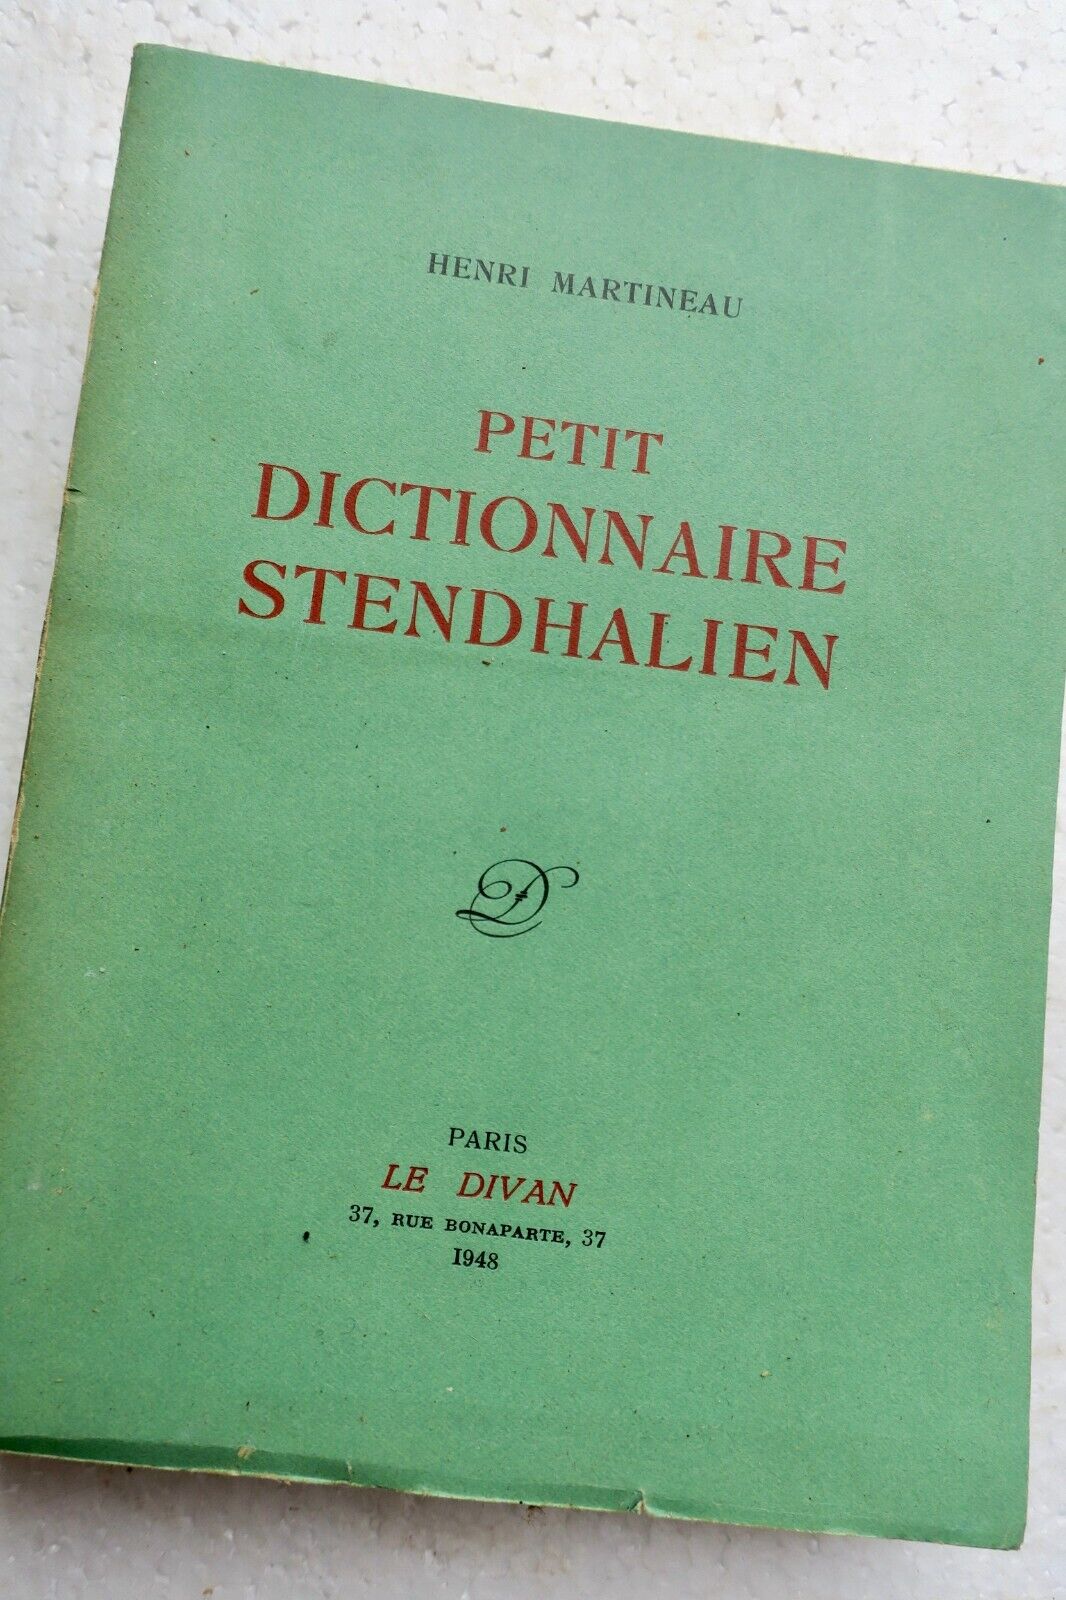 HENRI MARTINEAU
PETIT
DICTIONNAIRE
STENDHALIEN
PARIS
LE DIVAN
37, RUE BONAPARTE, 37
1948